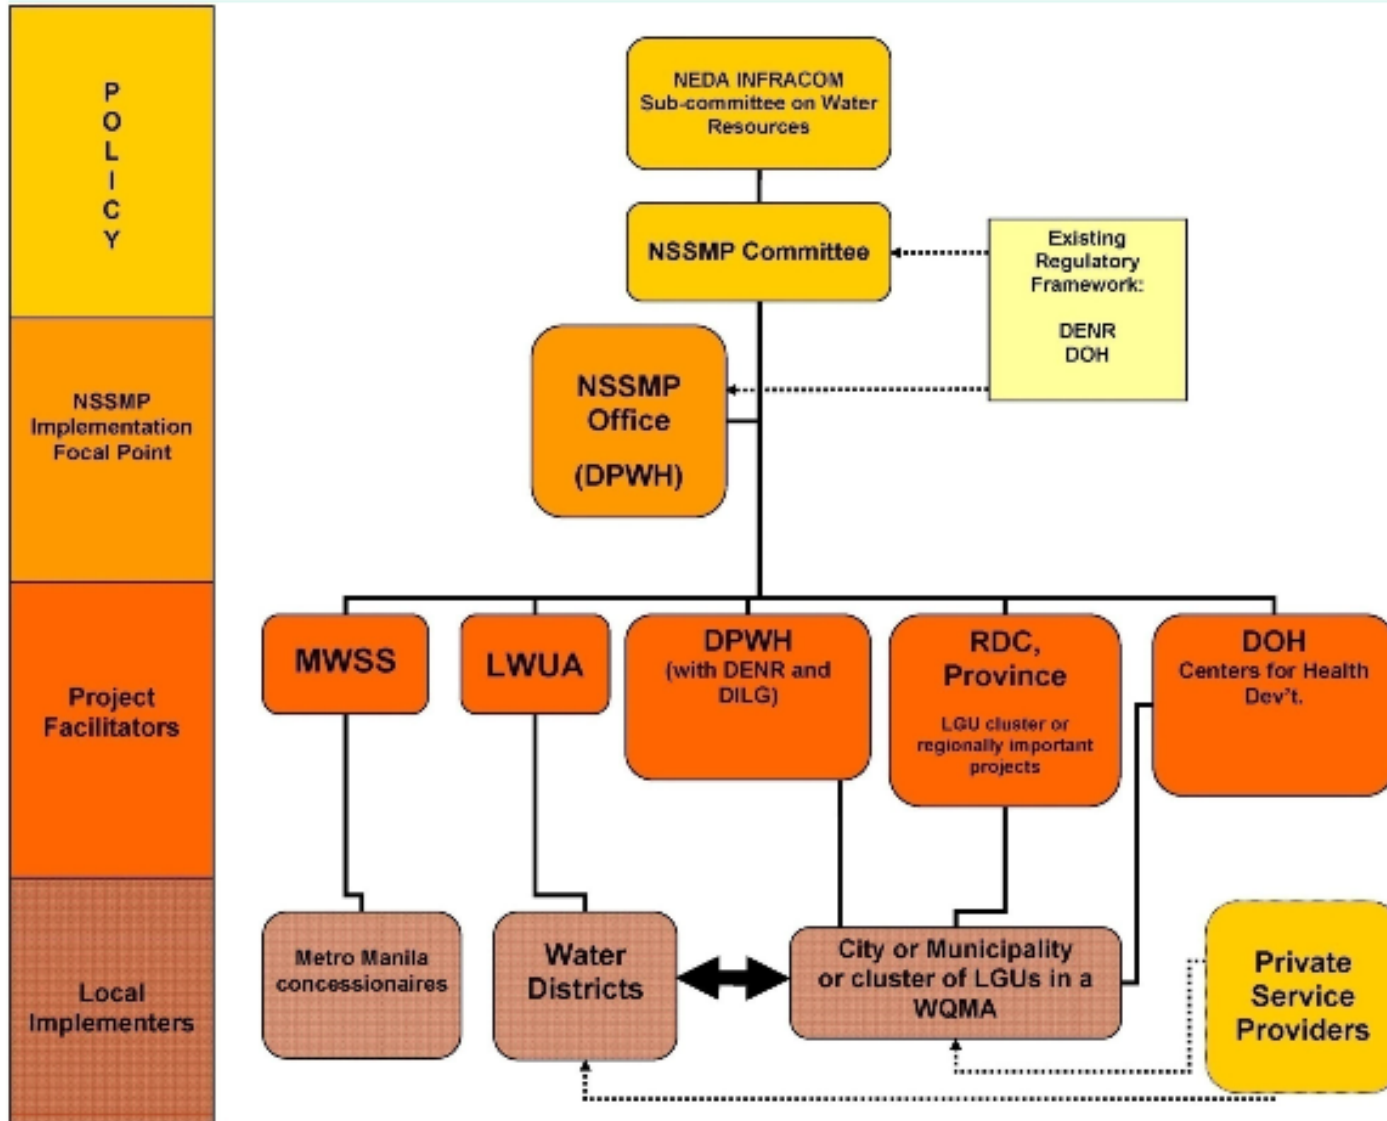 POLICY
NSSMP
Implementation
Focal Point
Project
Facilitators
Local
Implementers
NEDA INFRACOM
Sub-committee on Water
Resources
NSSMP Committee
Existing
Regulatory
Framework:
DENR
DOH
NSSMP
Office
(DPWH)
MWSS
LWUA
DPWH
(with DENR and
DILG)
RDC,
Province
LGU cluster or
regionally important
projects
DOH
Centers for Health
Dev't.
Metro Manila
concessionaires
Water
Districts
City or Municipality
or cluster of LGUs in a
WQMA
Private
Service
Providers